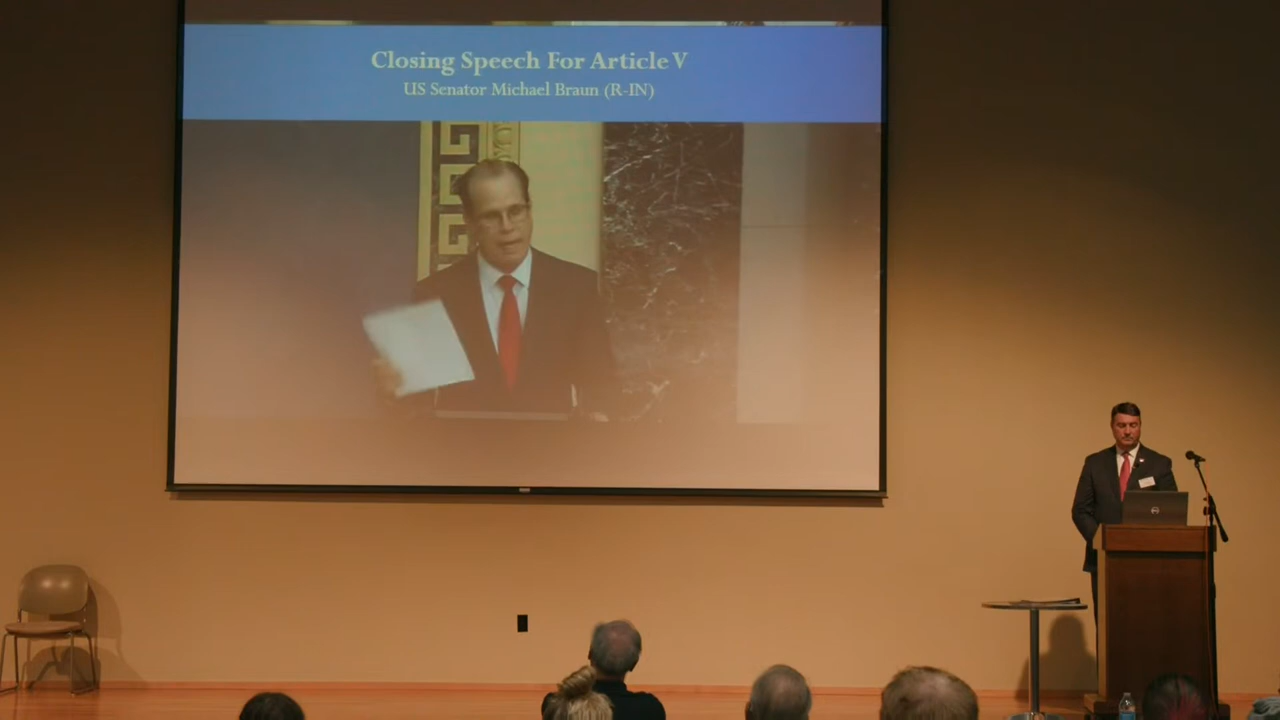 Closing Speech For Article V
US Senator Michael Braun (R-IN)